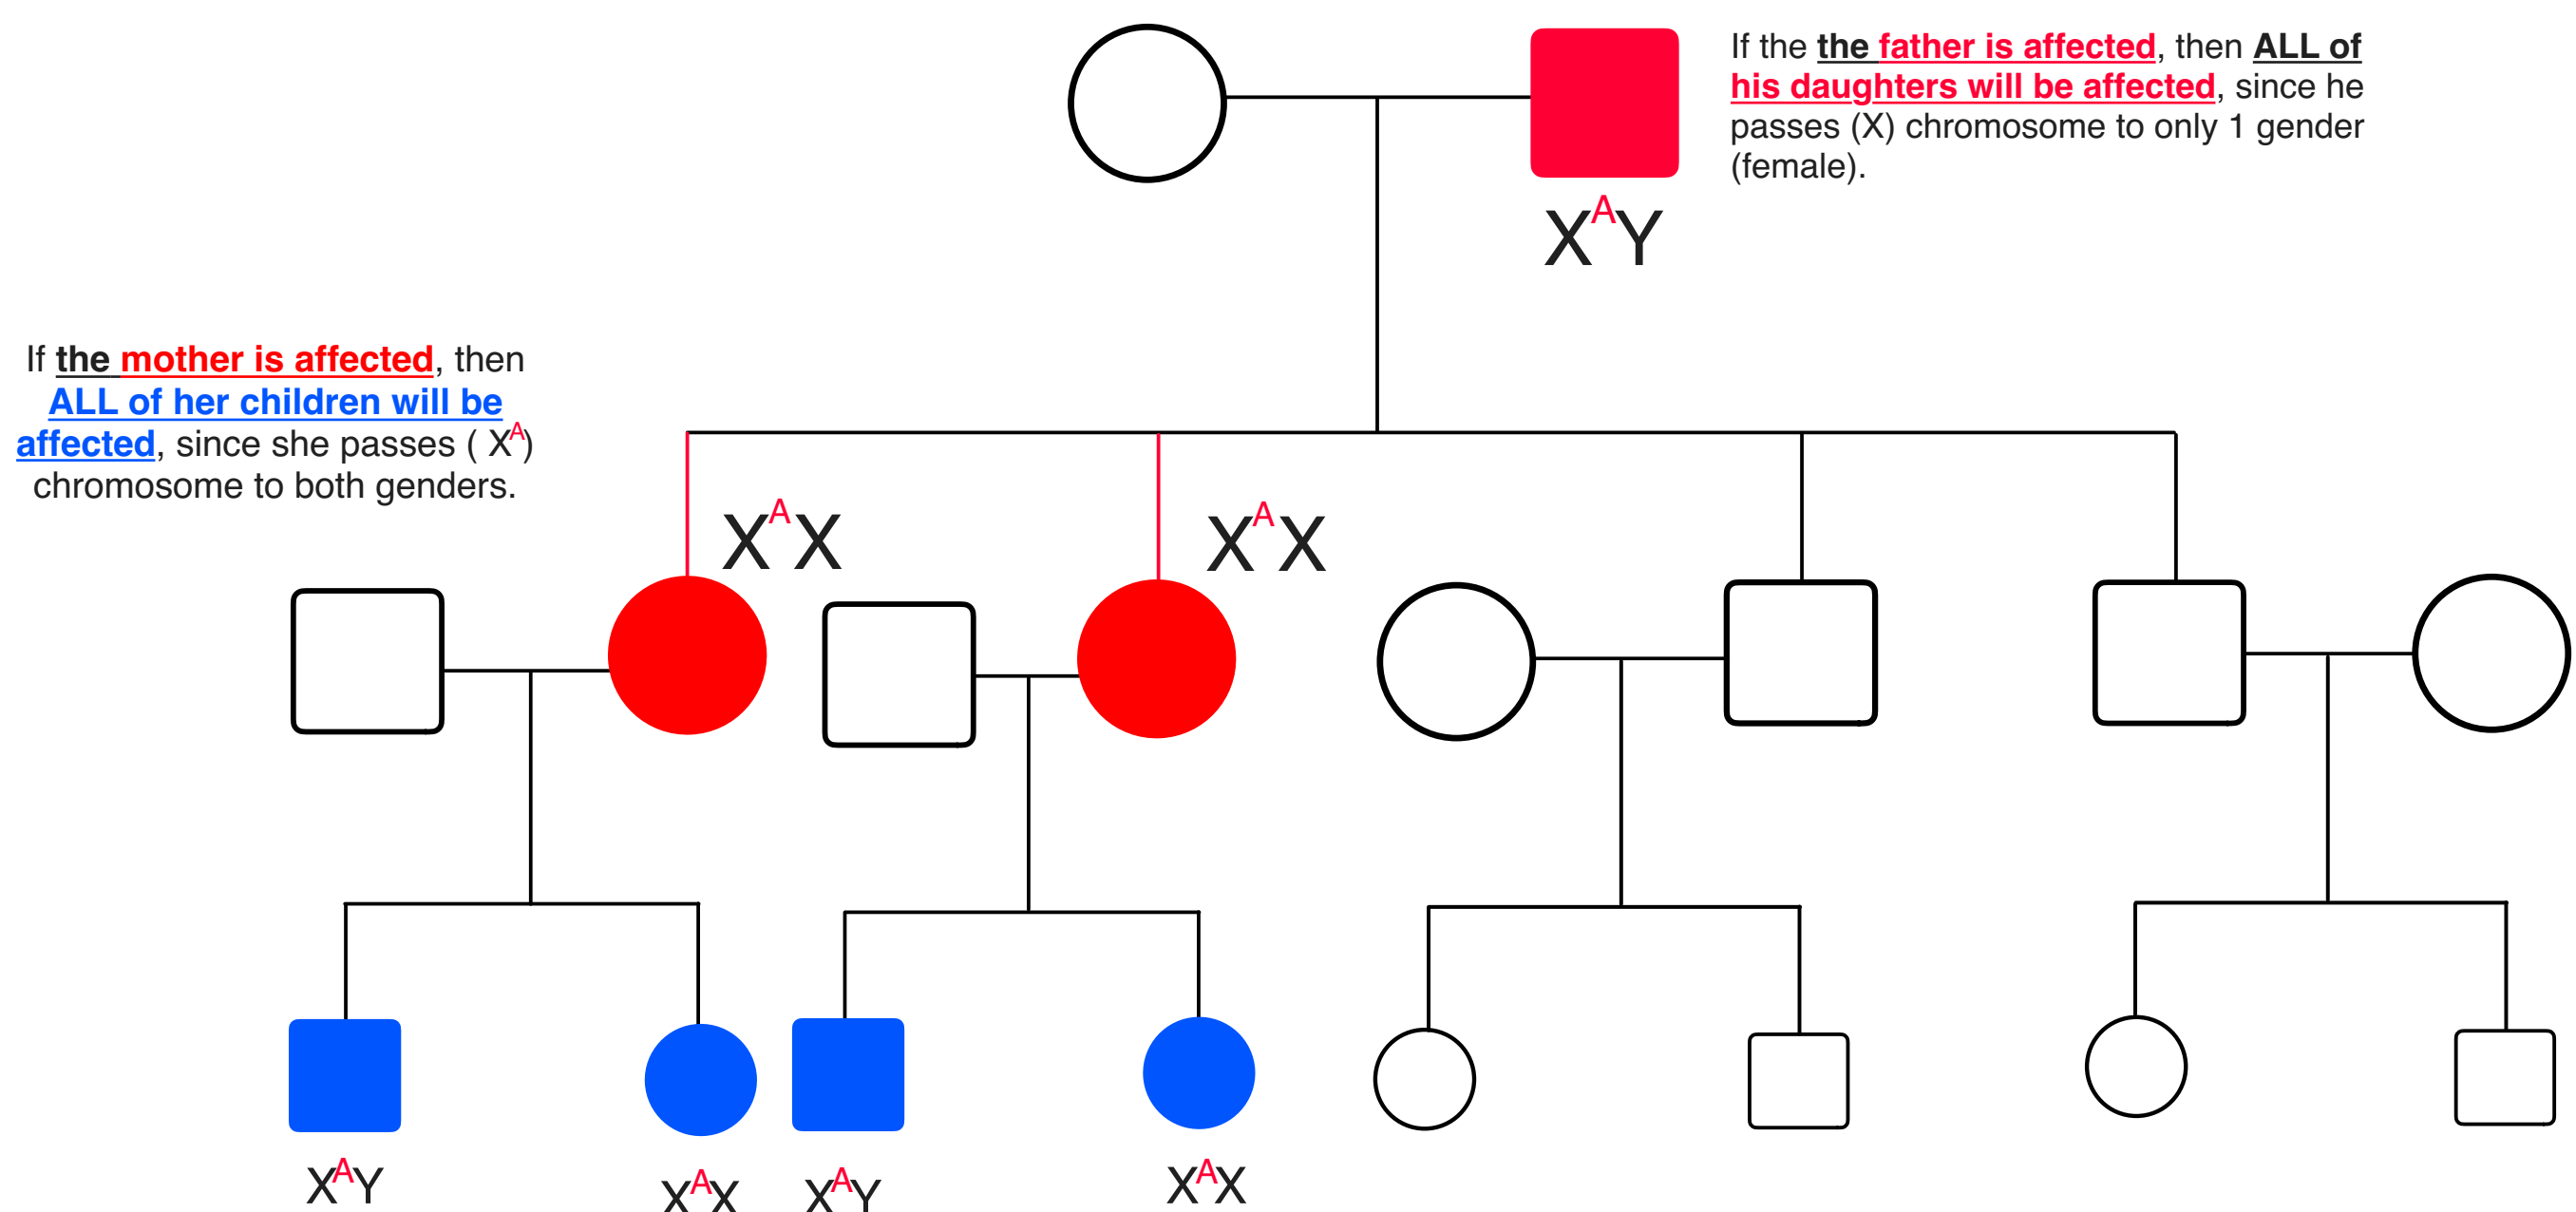 If the the father is affected, then ALL of
his daughters will be affected, since he
passes (X) chromosome to only 1 gender
(female).
XᴬY
If the mother is affected, then
ALL of her children will be
affected, since she passes ( Xᴬ)
chromosome to both genders.
XᴬX
XᴬX
XᴬY
XᴬX
XᴬY
XᴬX